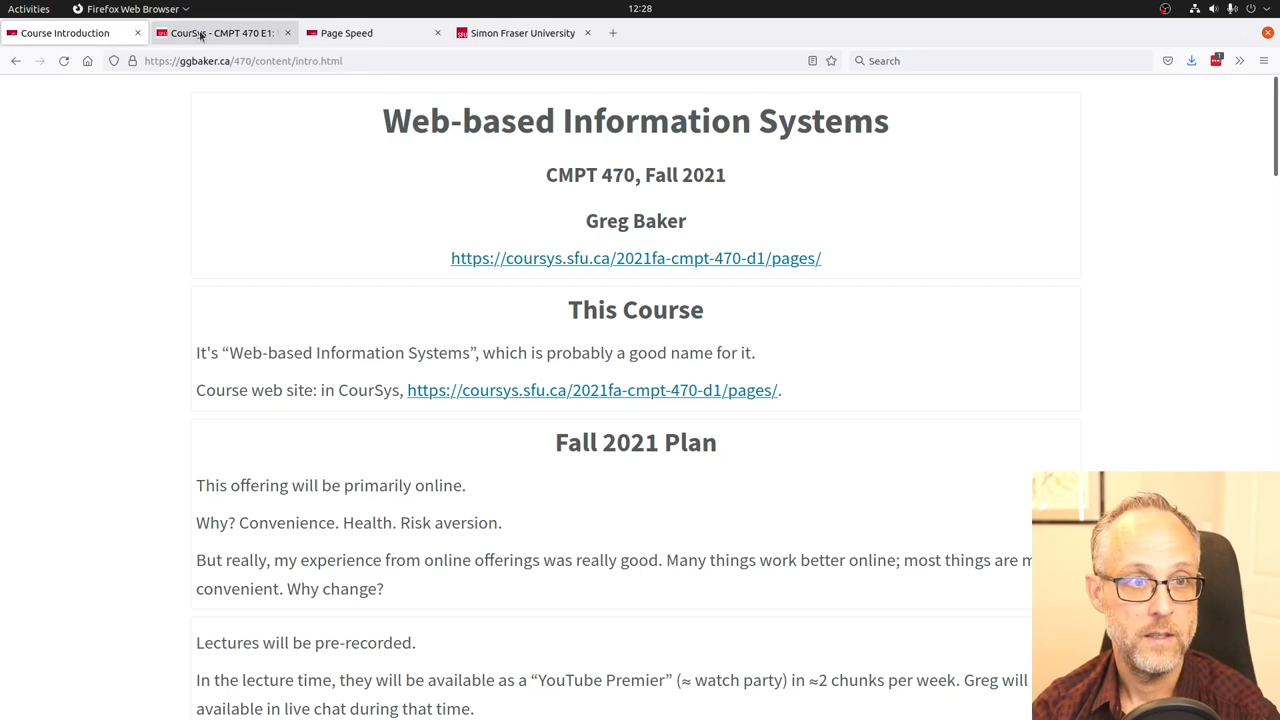 Activities
Firefox Web Browser
12:28
Course Introduction
CourSys - CMPT 470 E1:
Page Speed
SFU
Simon Fraser University
https://ggbaker.ca/470/content/intro.html
Search
1
Web-based Information Systems
CMPT 470, Fall 2021
Greg Baker
https://coursys.sfu.ca/2021fa-cmpt-470-d1/pages/
This Course
It's “Web-based Information Systems”, which is probably a good name for it.
Course web site: in CourSys, https://coursys.sfu.ca/2021fa-cmpt-470-d1/pages/.
Fall 2021 Plan
This offering will be primarily online.
Why? Convenience. Health. Risk aversion.
But really, my experience from online offerings was really good. Many things work better online; most things are m
convenient. Why change?
Lectures will be pre-recorded.
In the lecture time, they will be available as a “YouTube Premier” (≈ watch party) in ≈2 chunks per week. Greg will
available in live chat during that time.